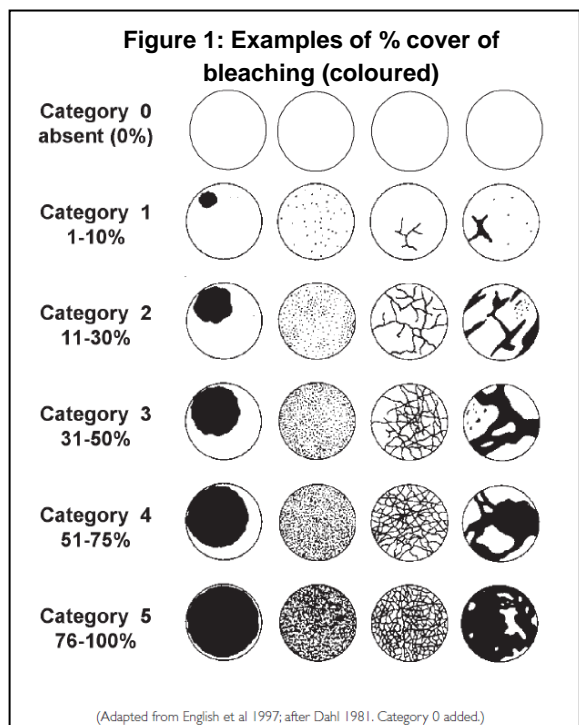 Figure 1: Examples of % cover of
bleaching (coloured)
Category 0
absent (0%)
Category 1
1-10%
Category 2
11-30%
Category 3
31-50%
Category 4
51-75%
Category 5
76-100%
(Adapted from English et al 1997; after Dahl 1981. Category 0 added.)